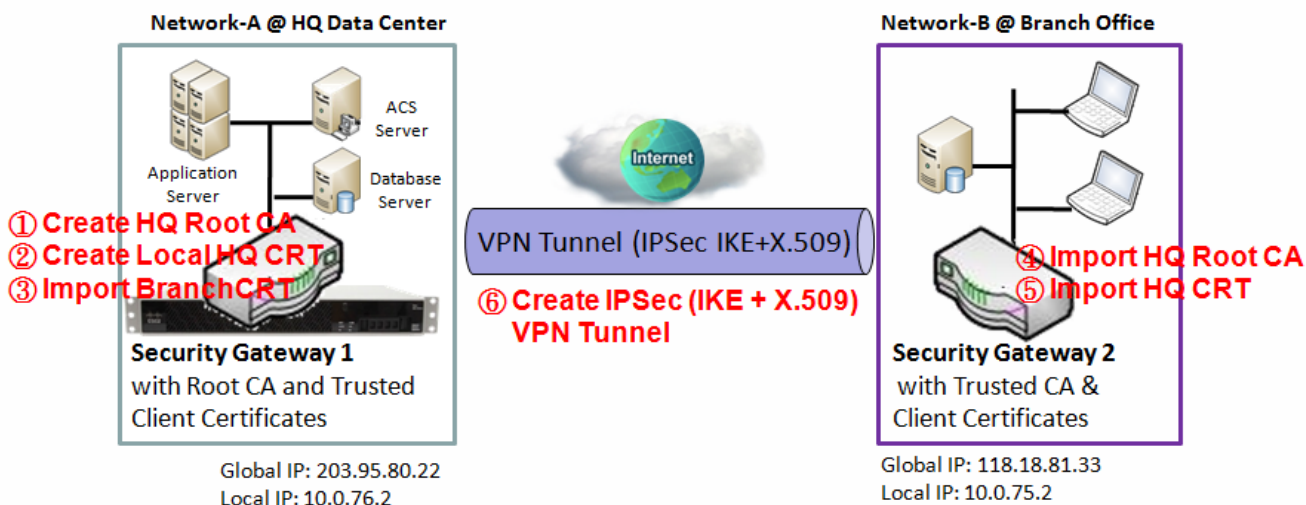 Network-A @ HQ Data Center
Network-B @ Branch Office
ACS
Server
Application
Server
Database
Server
① Create HQ Root CA
② Create Local HQ CRT
③ Import BranchCRT
Security Gateway 1
with Root CA and Trusted
Client Certificates
Global IP: 203.95.80.22
Local IP: 10.0.76.2
Internet
VPN Tunnel (IPSec IKE+X.509)
⑥ Create IPSec (IKE + X.509)
VPN Tunnel
④ Import HQ Root CA
⑤ Import HQ CRT
Security Gateway 2
with Trusted CA &
Client Certificates
Global IP: 118.18.81.33
Local IP: 10.0.75.2